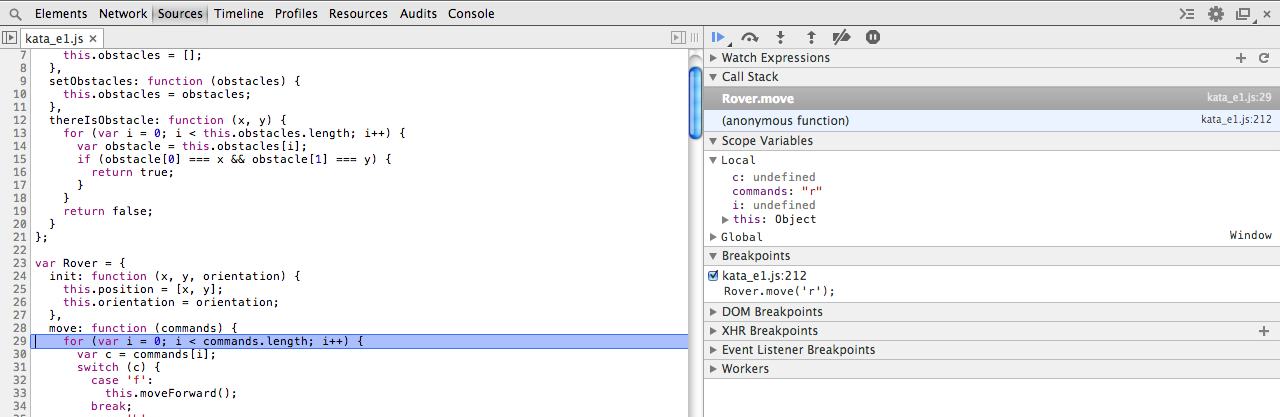 Elements Network Sources Timeline Profiles Resources Audits Console
kata_e1.js ×
7 this.obstacles = [];
8 },
9 setObstacles: function (obstacles) {
10 this.obstacles = obstacles;
11 },
12 thereIsObstacle: function (x, y) {
13 for (var i = 0; i < this.obstacles.length; i++) {
14 var obstacle = this.obstacles[i];
15 if (obstacle[0] === x && obstacle[1] === y) {
16 return true;
17 }
18 }
19 return false;
20 }
21 };
22
23 var Rover = {
24 init: function (x, y, orientation) {
25 this.position = [x, y];
26 this.orientation = orientation;
27 },
28 move: function (commands) {
29 for (var i = 0; i < commands.length; i++) {
30 var c = commands[i];
31 switch (c) {
32 case 'f':
33 this.moveForward();
34 break;
Watch Expressions
Call Stack
Rover.move kata_e1.js:29
(anonymous function) kata_e1.js:212
Scope Variables
Local
c: undefined
commands: "r"
i: undefined
this: Object
Global Window
Breakpoints
kata_e1.js:212
Rover.move('r');
DOM Breakpoints
XHR Breakpoints
Event Listener Breakpoints
Workers